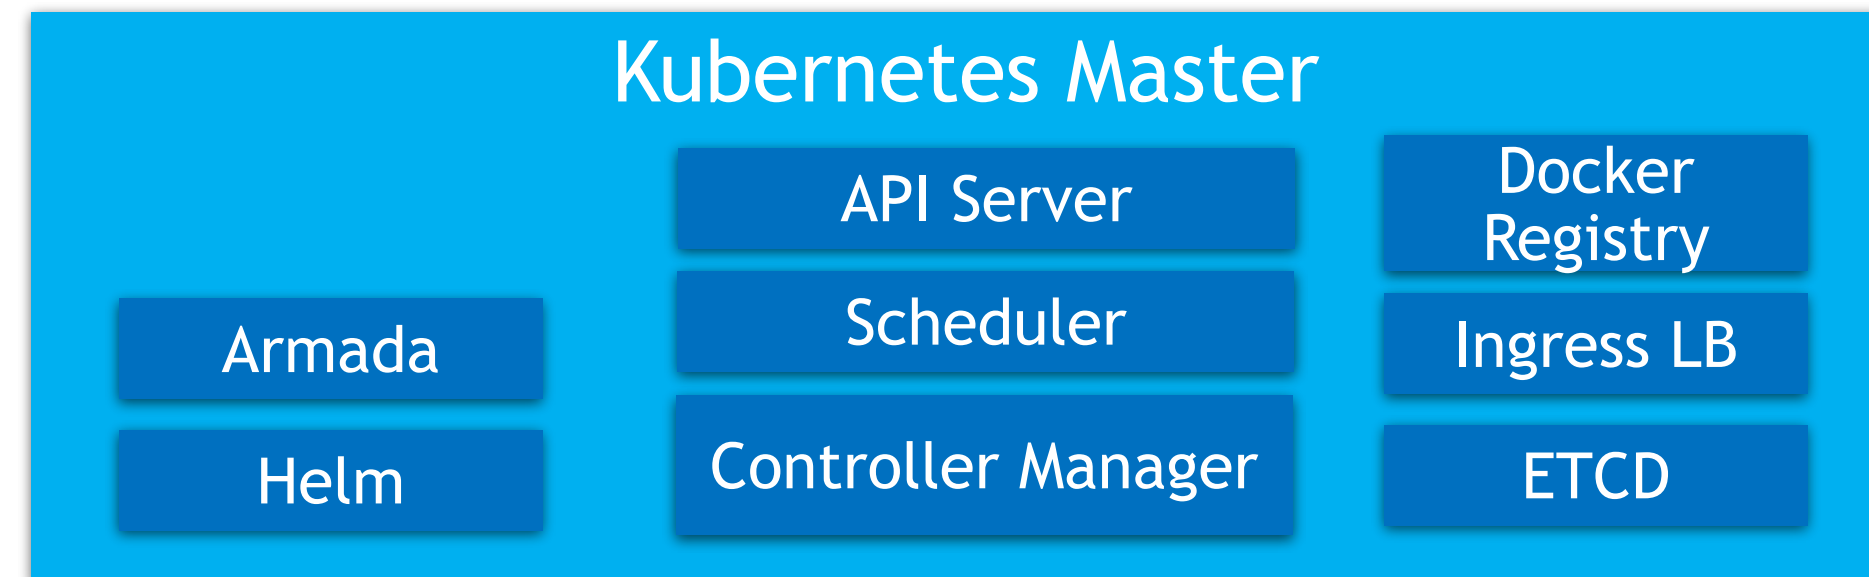 Kubernetes Master
Armada
Helm
API Server
Scheduler
Controller Manager
Docker
Registry
Ingress LB
ETCD